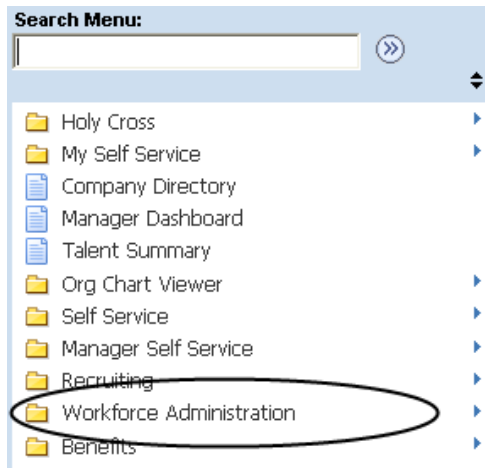 Search Menu:
Holy Cross
My Self Service
Company Directory
Manager Dashboard
Talent Summary
Org Chart Viewer
Self Service
Manager Self Service
Recruiting
Workforce Administration
Benefits